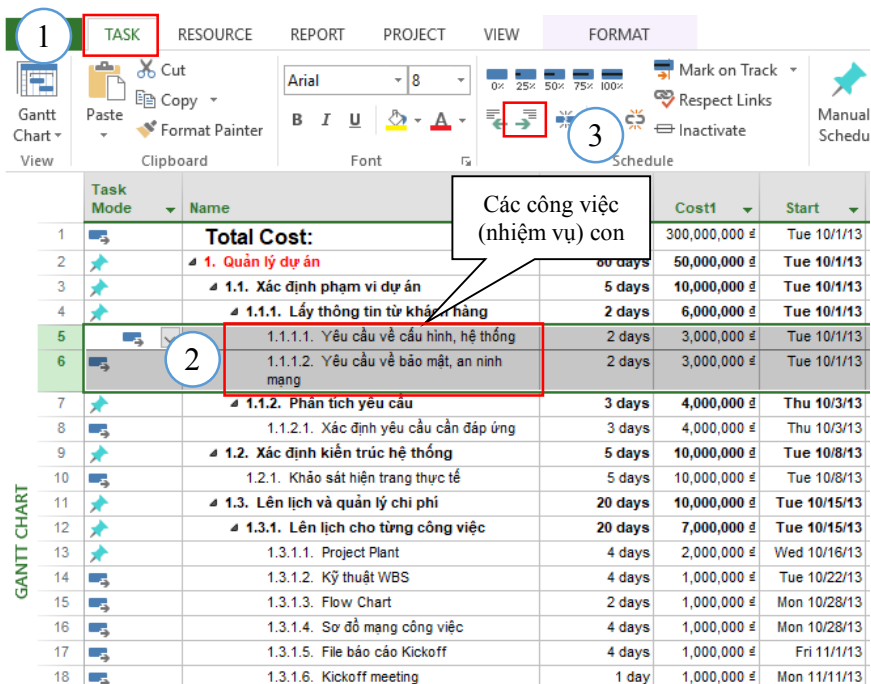 1 TASK RESOURCE REPORT PROJECT VIEW FORMAT
Cut
Copy
Format Painter
Paste
Gantt
Chart
Arial 8
B I U A
0% 25% 50% 75% 100%
Mark on Track
Respect Links
Inactivate
3
Manual
Schedu
View Clipboard Font Schedule
Các công việc
(nhiệm vụ) con
Task
Mode Name Cost1 Start
1 Total Cost: 300,000,000 ₫ Tue 10/1/13
2 1. Quản lý dự án 80 days 50,000,000 ₫ Tue 10/1/13
3 1.1. Xác định phạm vi dự án 5 days 10,000,000 ₫ Tue 10/1/13
4 1.1.1. Lấy thông tin từ khách hàng 2 days 6,000,000 ₫ Tue 10/1/13
5 1.1.1.1. Yêu cầu về cấu hình, hệ thống 2 days 3,000,000 ₫ Tue 10/1/13
2
6 1.1.1.2. Yêu cầu về bảo mật, an ninh 2 days 3,000,000 ₫ Tue 10/1/13
mạng
7 1.1.2. Phân tích yêu cầu 3 days 4,000,000 ₫ Thu 10/3/13
8 1.1.2.1. Xác định yêu cầu cần đáp ứng 3 days 4,000,000 ₫ Thu 10/3/13
9 1.2. Xác định kiến trúc hệ thống 5 days 10,000,000 ₫ Tue 10/8/13
10 1.2.1. Khảo sát hiện trang thực tế 5 days 10,000,000 ₫ Tue 10/8/13
11 1.3. Lên lịch và quản lý chi phí 20 days 10,000,000 ₫ Tue 10/15/13
12 1.3.1. Lên lịch cho từng công việc 20 days 7,000,000 ₫ Tue 10/15/13
13 1.3.1.1. Project Plant 4 days 2,000,000 ₫ Wed 10/16/13
14 1.3.1.2. Kỹ thuật WBS 4 days 1,000,000 ₫ Tue 10/22/13
15 1.3.1.3. Flow Chart 2 days 1,000,000 ₫ Mon 10/28/13
16 1.3.1.4. Sơ đồ mạng công việc 4 days 1,000,000 ₫ Mon 10/28/13
17 1.3.1.5. File báo cáo Kickoff 4 days 1,000,000 ₫ Fri 11/1/13
18 1.3.1.6. Kickoff meeting 1 day 1,000,000 ₫ Mon 11/11/13
GANTT CHART